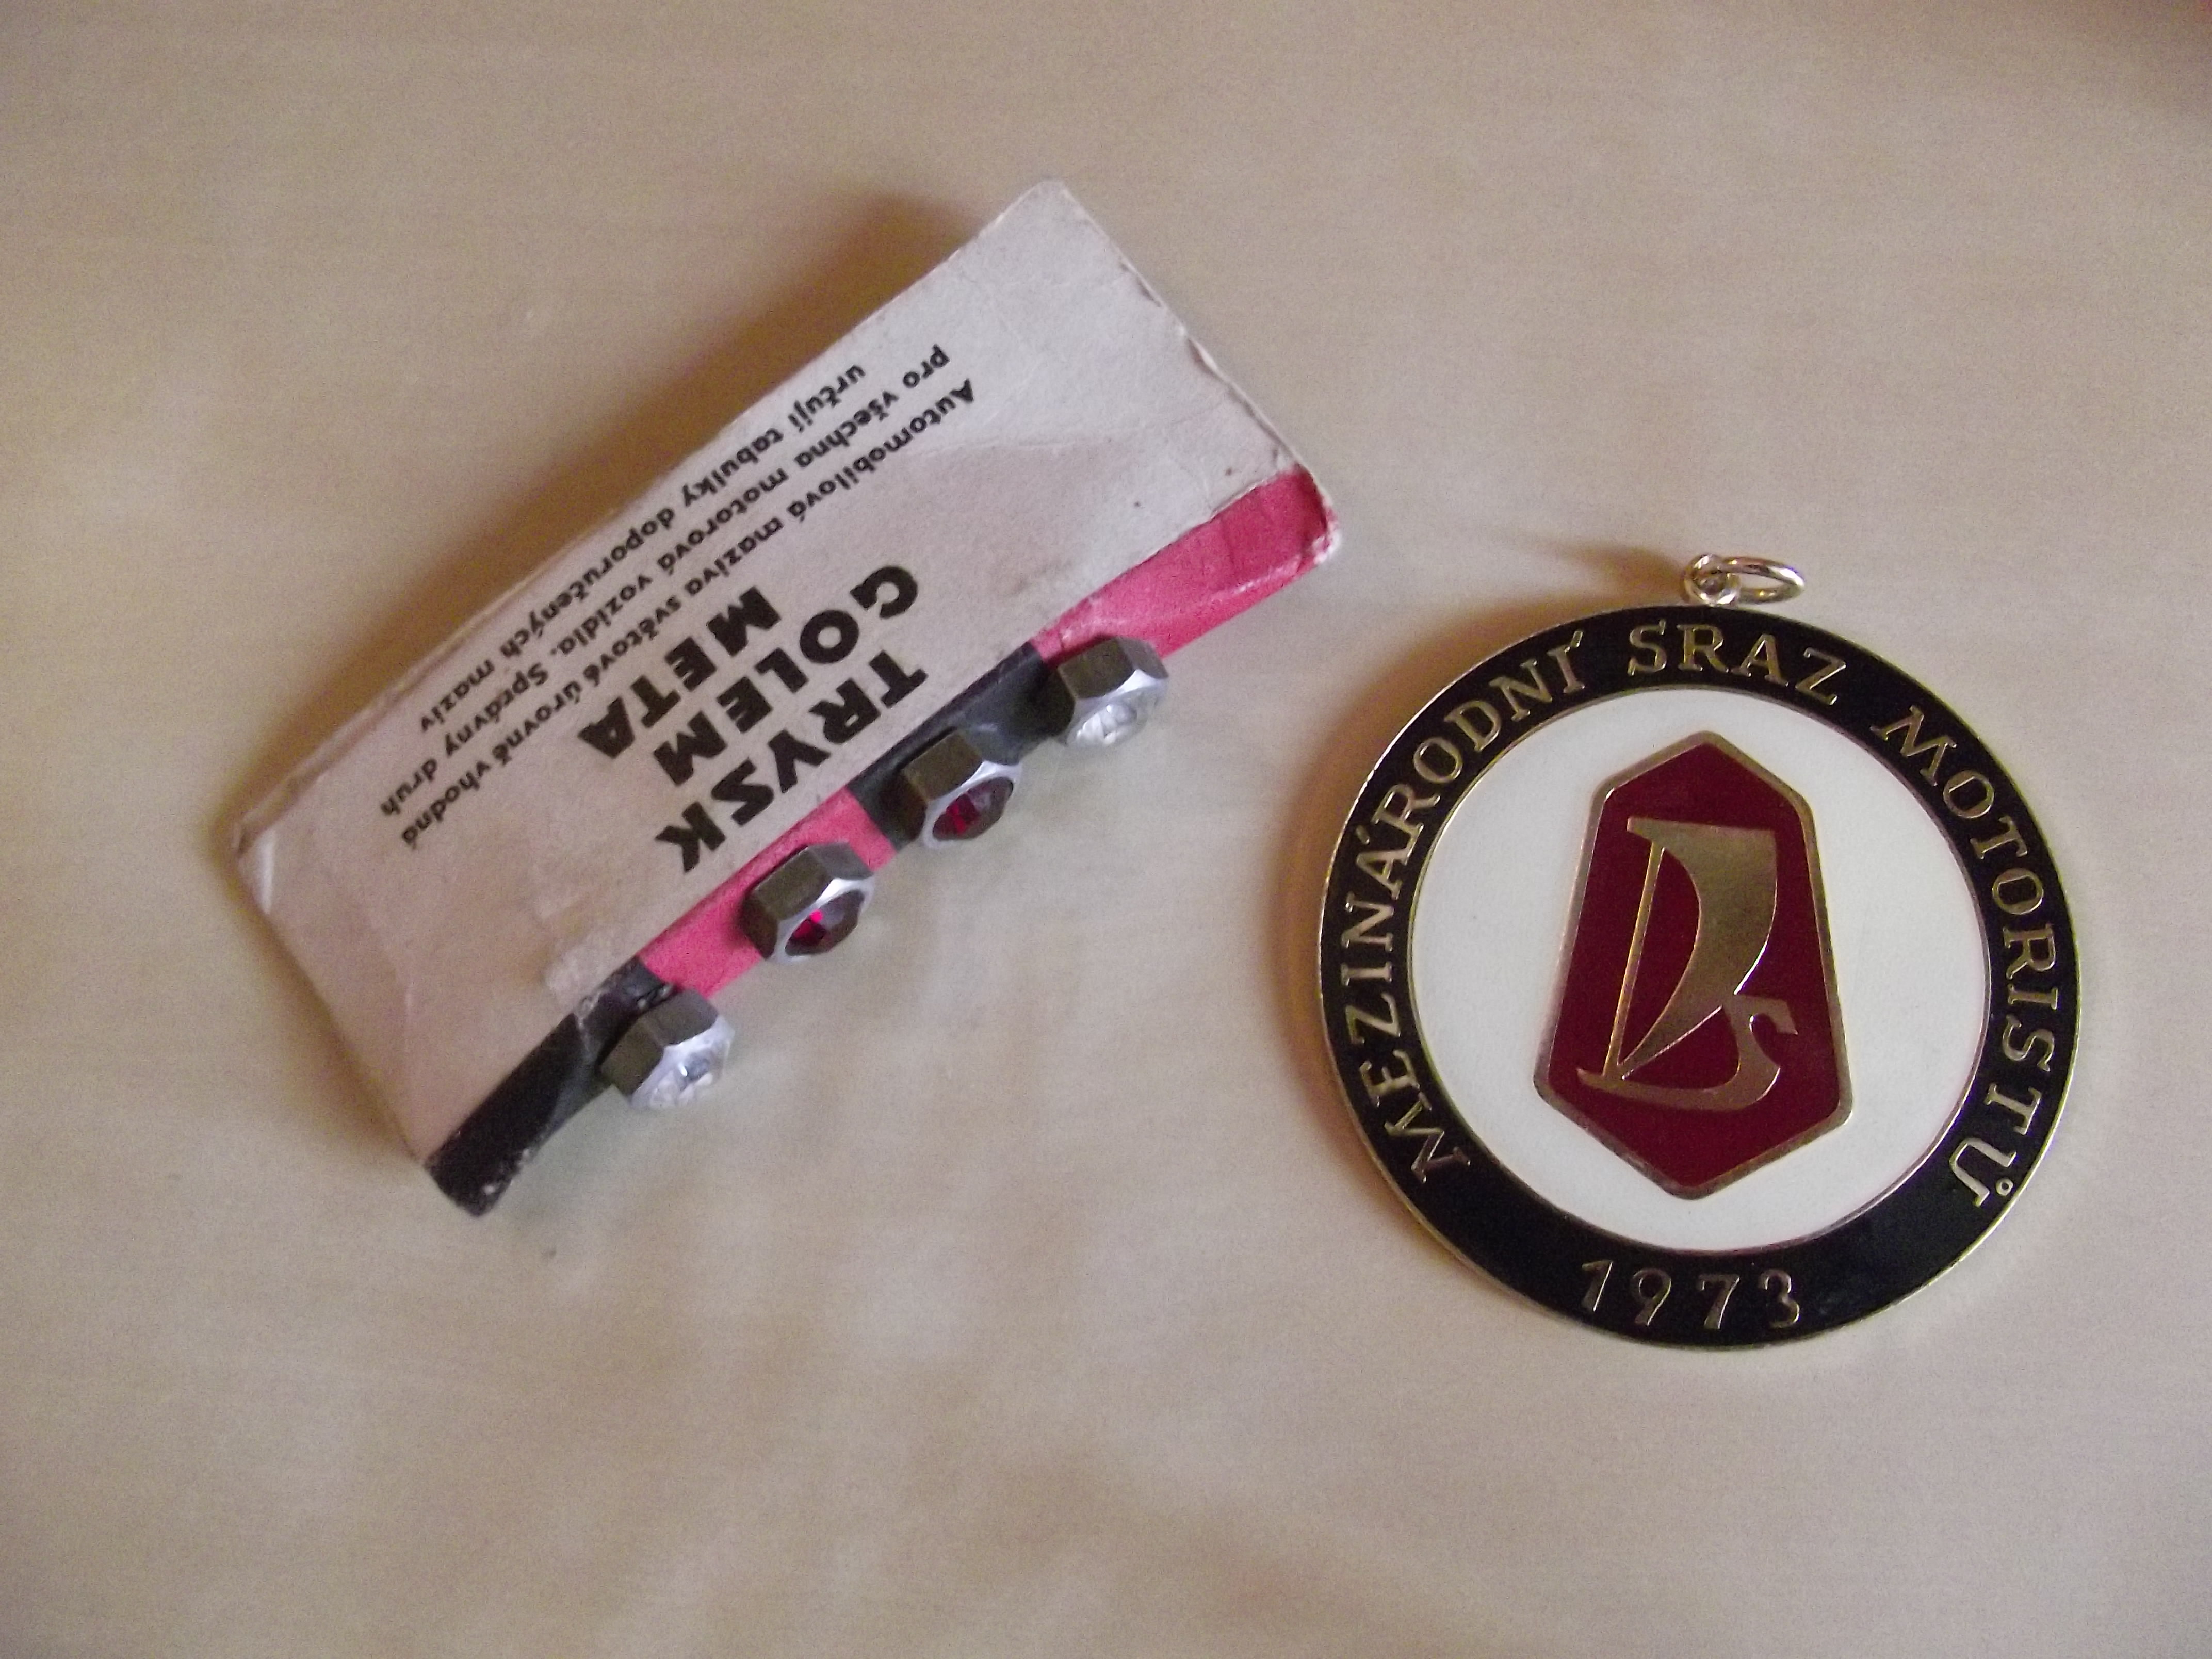 TRYSK
GOLEM
META
Automobilová maziva světové úrovně vhodná
pro všechna motorová vozidla. Správný druh
určují tabulky doporučených maziv
MEZINÁRODNÍ SRAZ MOTORISTŮ
1973